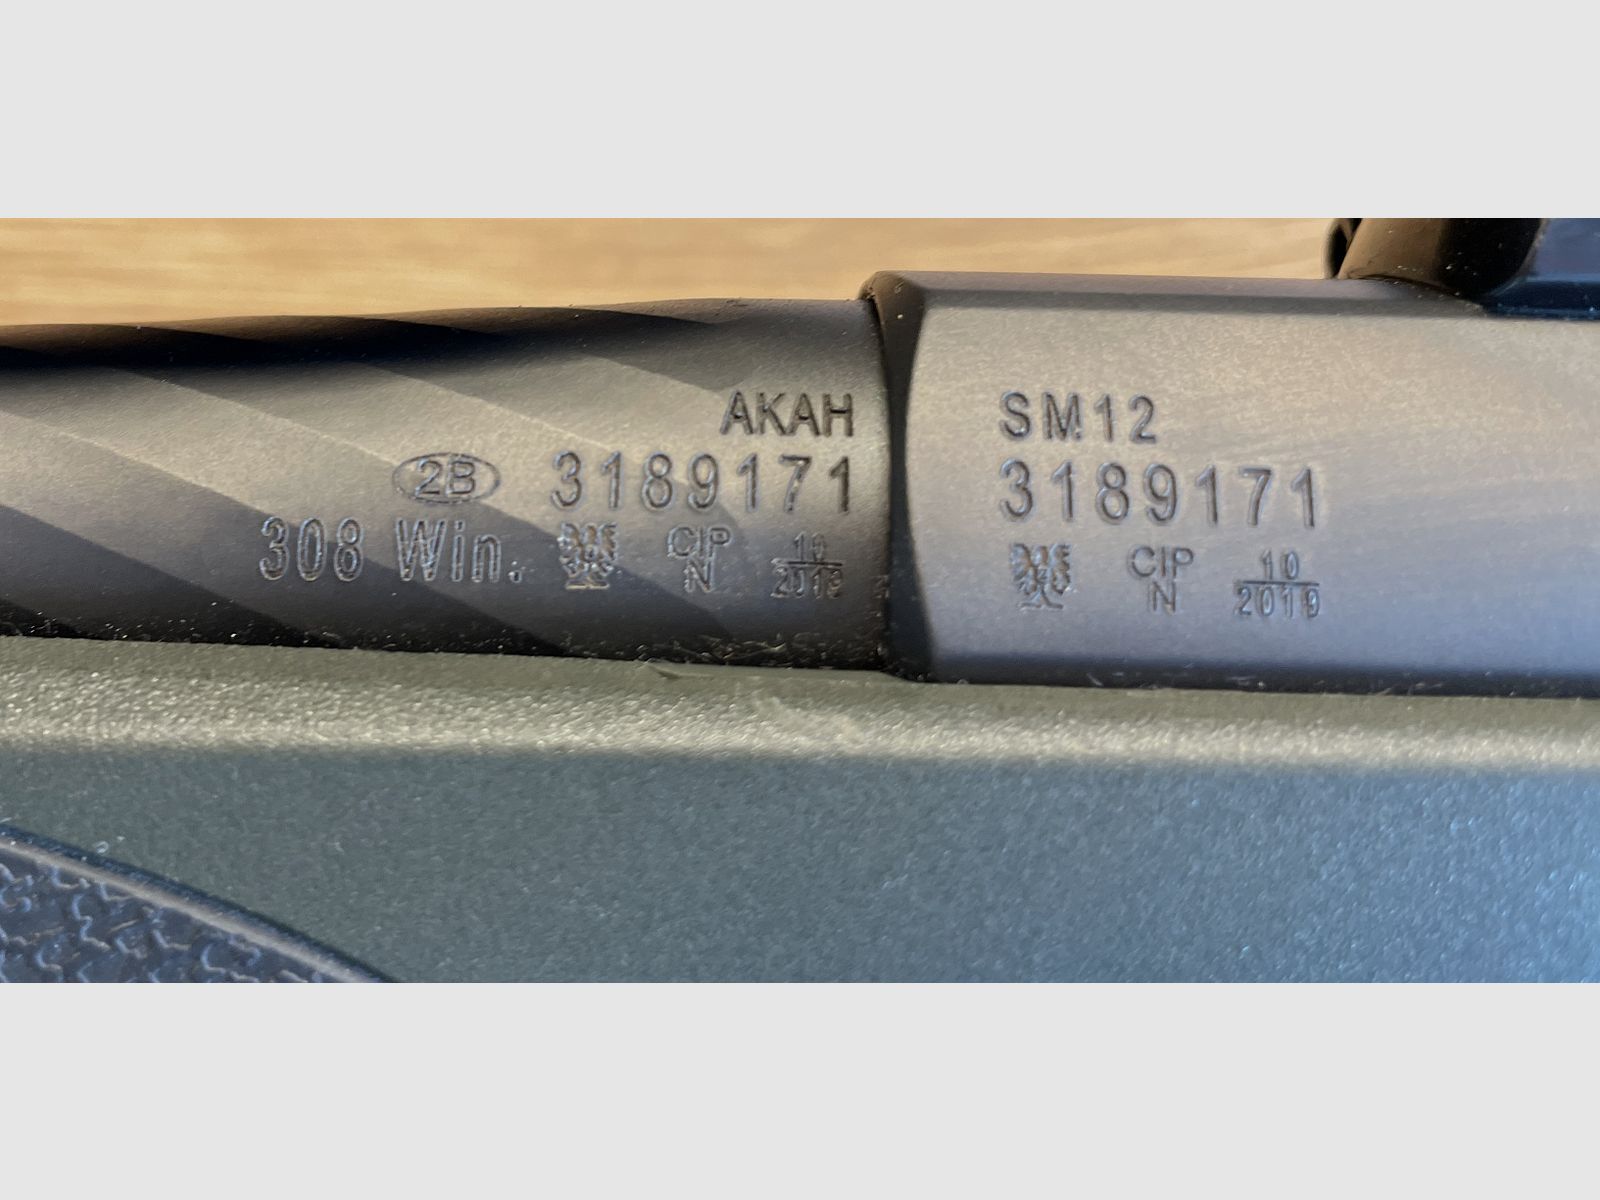 AKAH
2B 3189171
308 Win. CIP N 10 2019
SM12
3189171
CIP N 10 2019